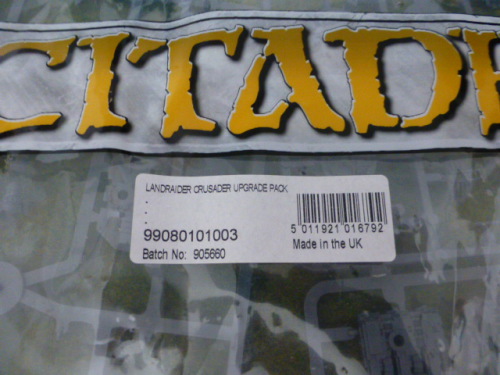 CITADE
LANDRAIDER CRUSADER UPGRADE PACK
:
:
99080101003
Batch No: 905660
5 011921 016792
Made in the UK